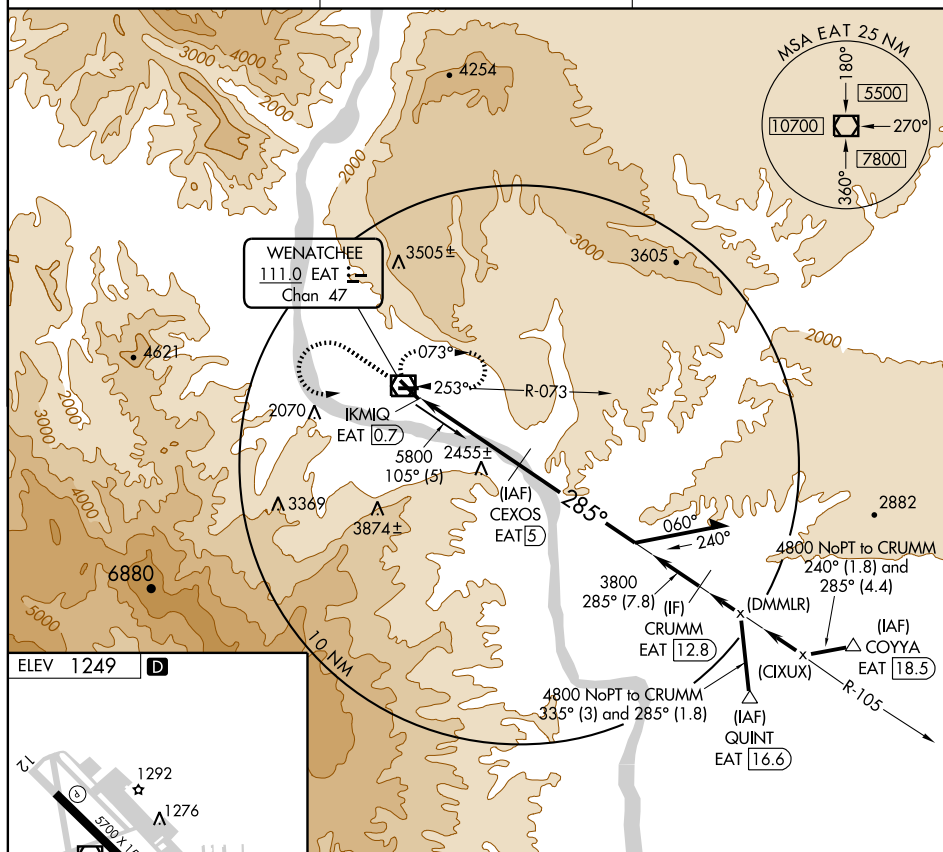 MSA EAT 25 NM
180°
5500
10700
270°
7800
360°
3000
4000
2000
4254
2000
WENATCHEE
111.0 EAT
Chan 47
3505±
3000
3605
2000
4621
3000
2000
073°
253°
R-073
2070
IKMIQ
EAT 0.7
5800
105° (5)
2455±
(IAF)
CEXOS
EAT 5
285°
3369
3874±
4000
060°
240°
2882
4800 NoPT to CRUMM
240° (1.8) and
285° (4.4)
6880
5000
3800
285° (7.8)
(IF)
CRUMM
EAT 12.8
(DMMLR)
(IAF)
COYYA
EAT 18.5
(CIXUX)
R-105
10 NM
4800 NoPT to CRUMM
335° (3) and 285° (1.8)
(IAF)
QUINT
EAT 16.6
ELEV 1249 D
12
P
1292
1276